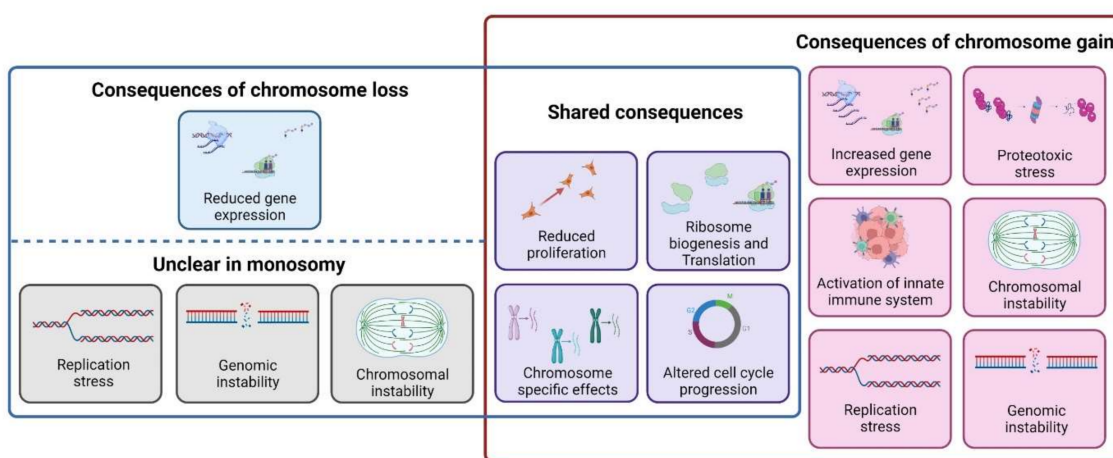 Consequences of chromosome gain
Consequences of chromosome loss
Shared consequences
Reduced gene
expression
Increased gene
expression
Proteotoxic
stress
Reduced
proliferation
Ribosome
biogenesis and
Translation
Unclear in monosomy
Activation of innate
immune system
Chromosomal
instability
Replication
stress
Genomic
instability
Chromosomal
instability
M
G2
G1
S
Chromosome
specific effects
Altered cell cycle
progression
Replication
stress
Genomic
instability